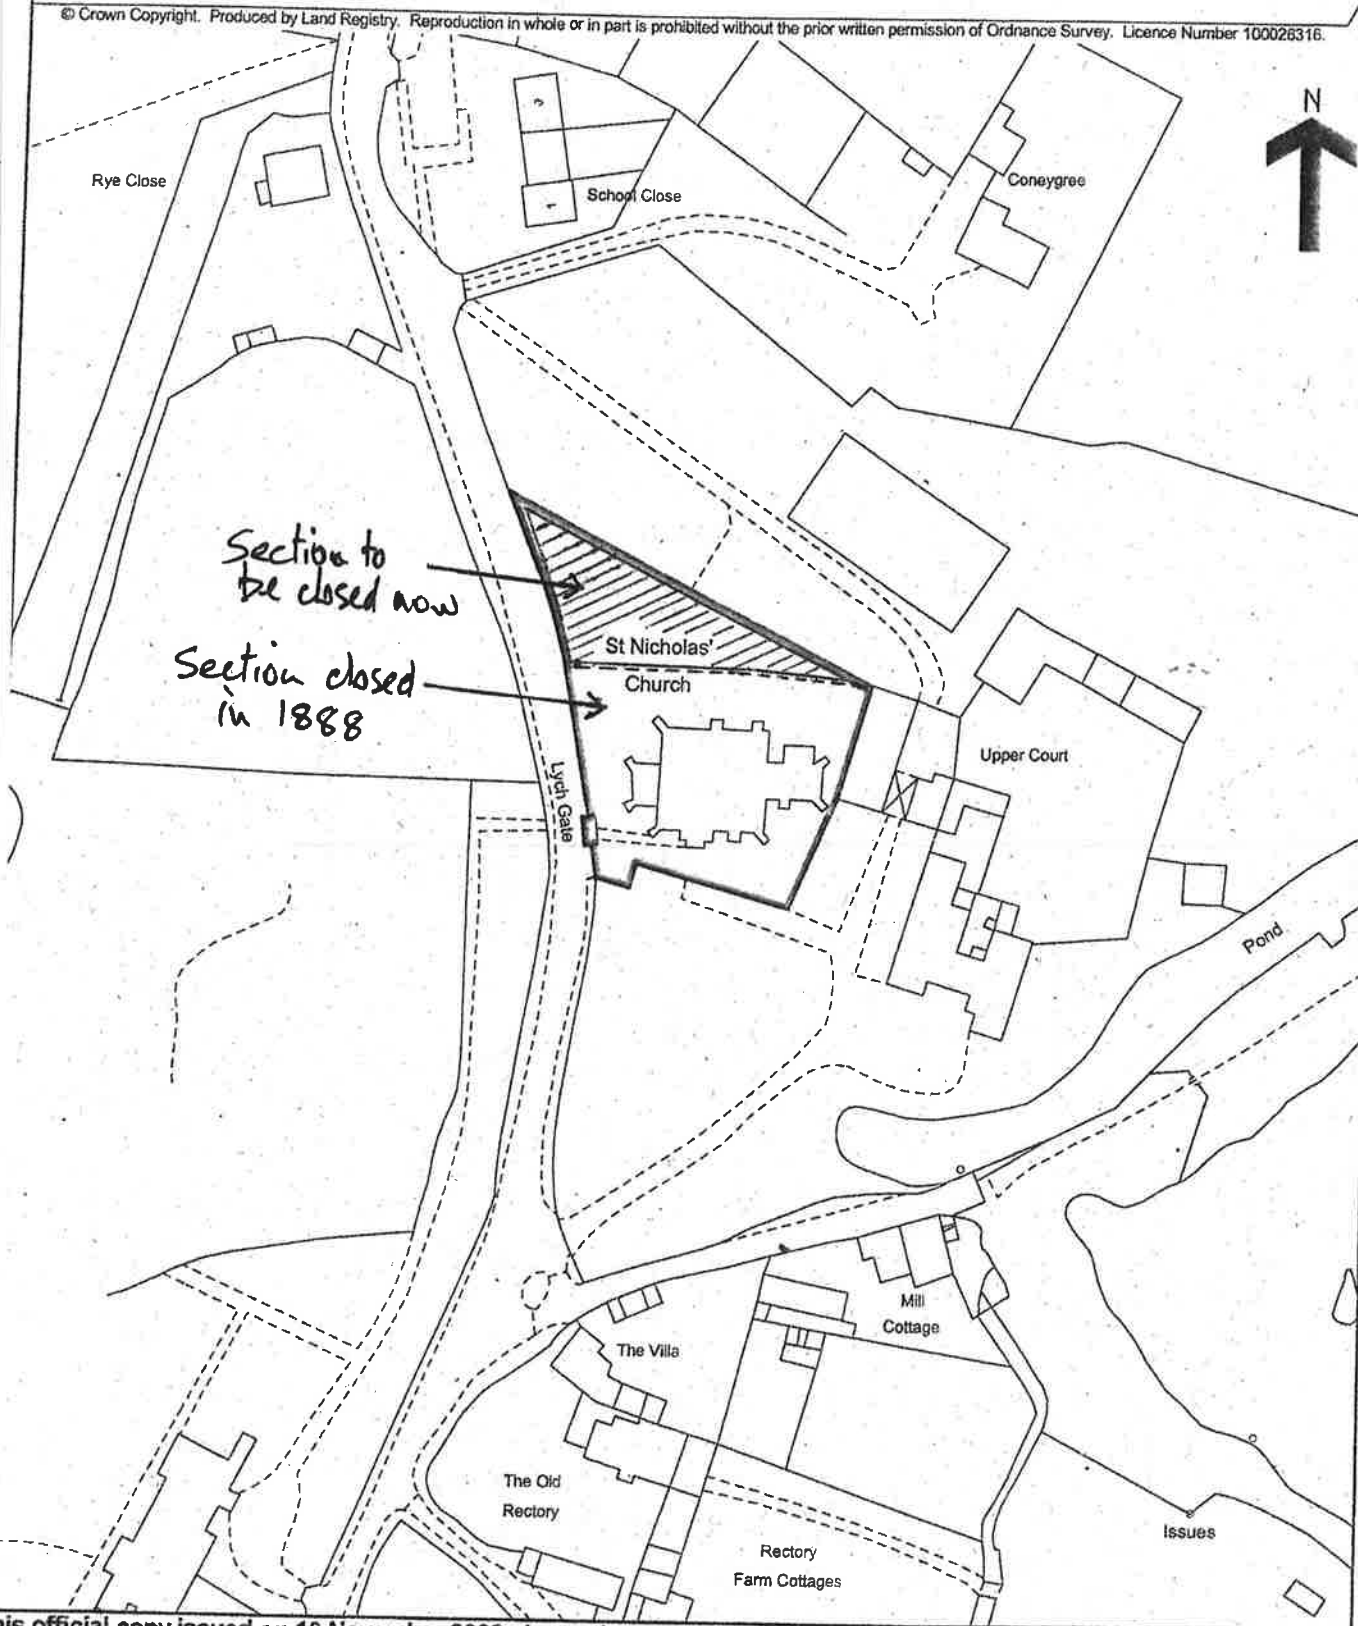 © Crown Copyright. Produced by Land Registry. Reproduction in whole or in part is prohibited without the prior written permission of Ordnance Survey. Licence Number 100026316.
N
Rye Close
3
School Close
1
Coneygree
Section to
be closed now
St Nicholas'
Section closed
in 1888
Church
Upper Court
Lych Gate
Pond
Mill
Cottage
The Villa
The Old
Rectory
Rectory
Farm Cottages
Issues